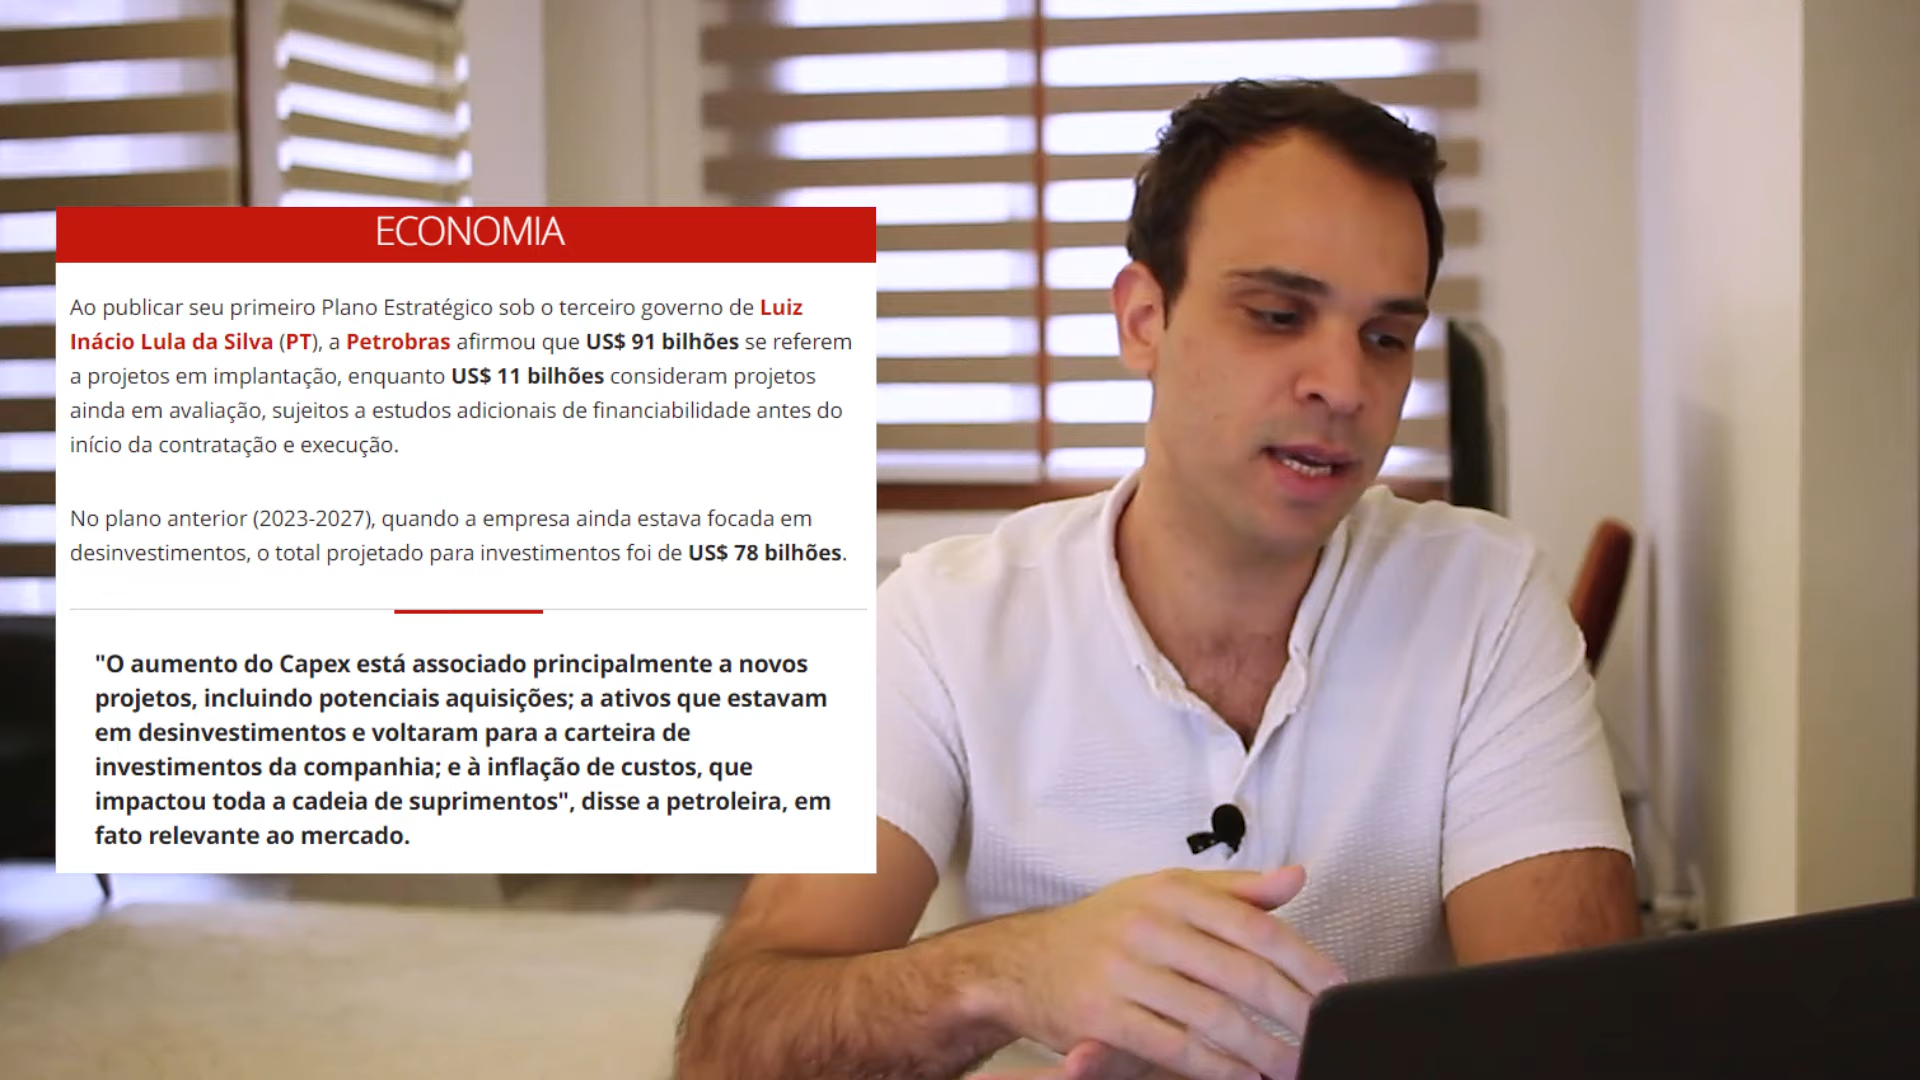 ECONOMIA
Ao publicar seu primeiro Plano Estratégico sob o terceiro governo de Luiz
Inácio Lula da Silva (PT), a Petrobras afirmou que US$ 91 bilhões se referem
a projetos em implantação, enquanto US$ 11 bilhões consideram projetos
ainda em avaliação, sujeitos a estudos adicionais de financiabilidade antes do
início da contratação e execução.
No plano anterior (2023-2027), quando a empresa ainda estava focada em
desinvestimentos, o total projetado para investimentos foi de US$ 78 bilhões.
"O aumento do Capex está associado principalmente a novos
projetos, incluindo potenciais aquisições; a ativos que estavam
em desinvestimentos e voltaram para a carteira de
investimentos da companhia; e à inflação de custos, que
impactou toda a cadeia de suprimentos", disse a petroleira, em
fato relevante ao mercado.